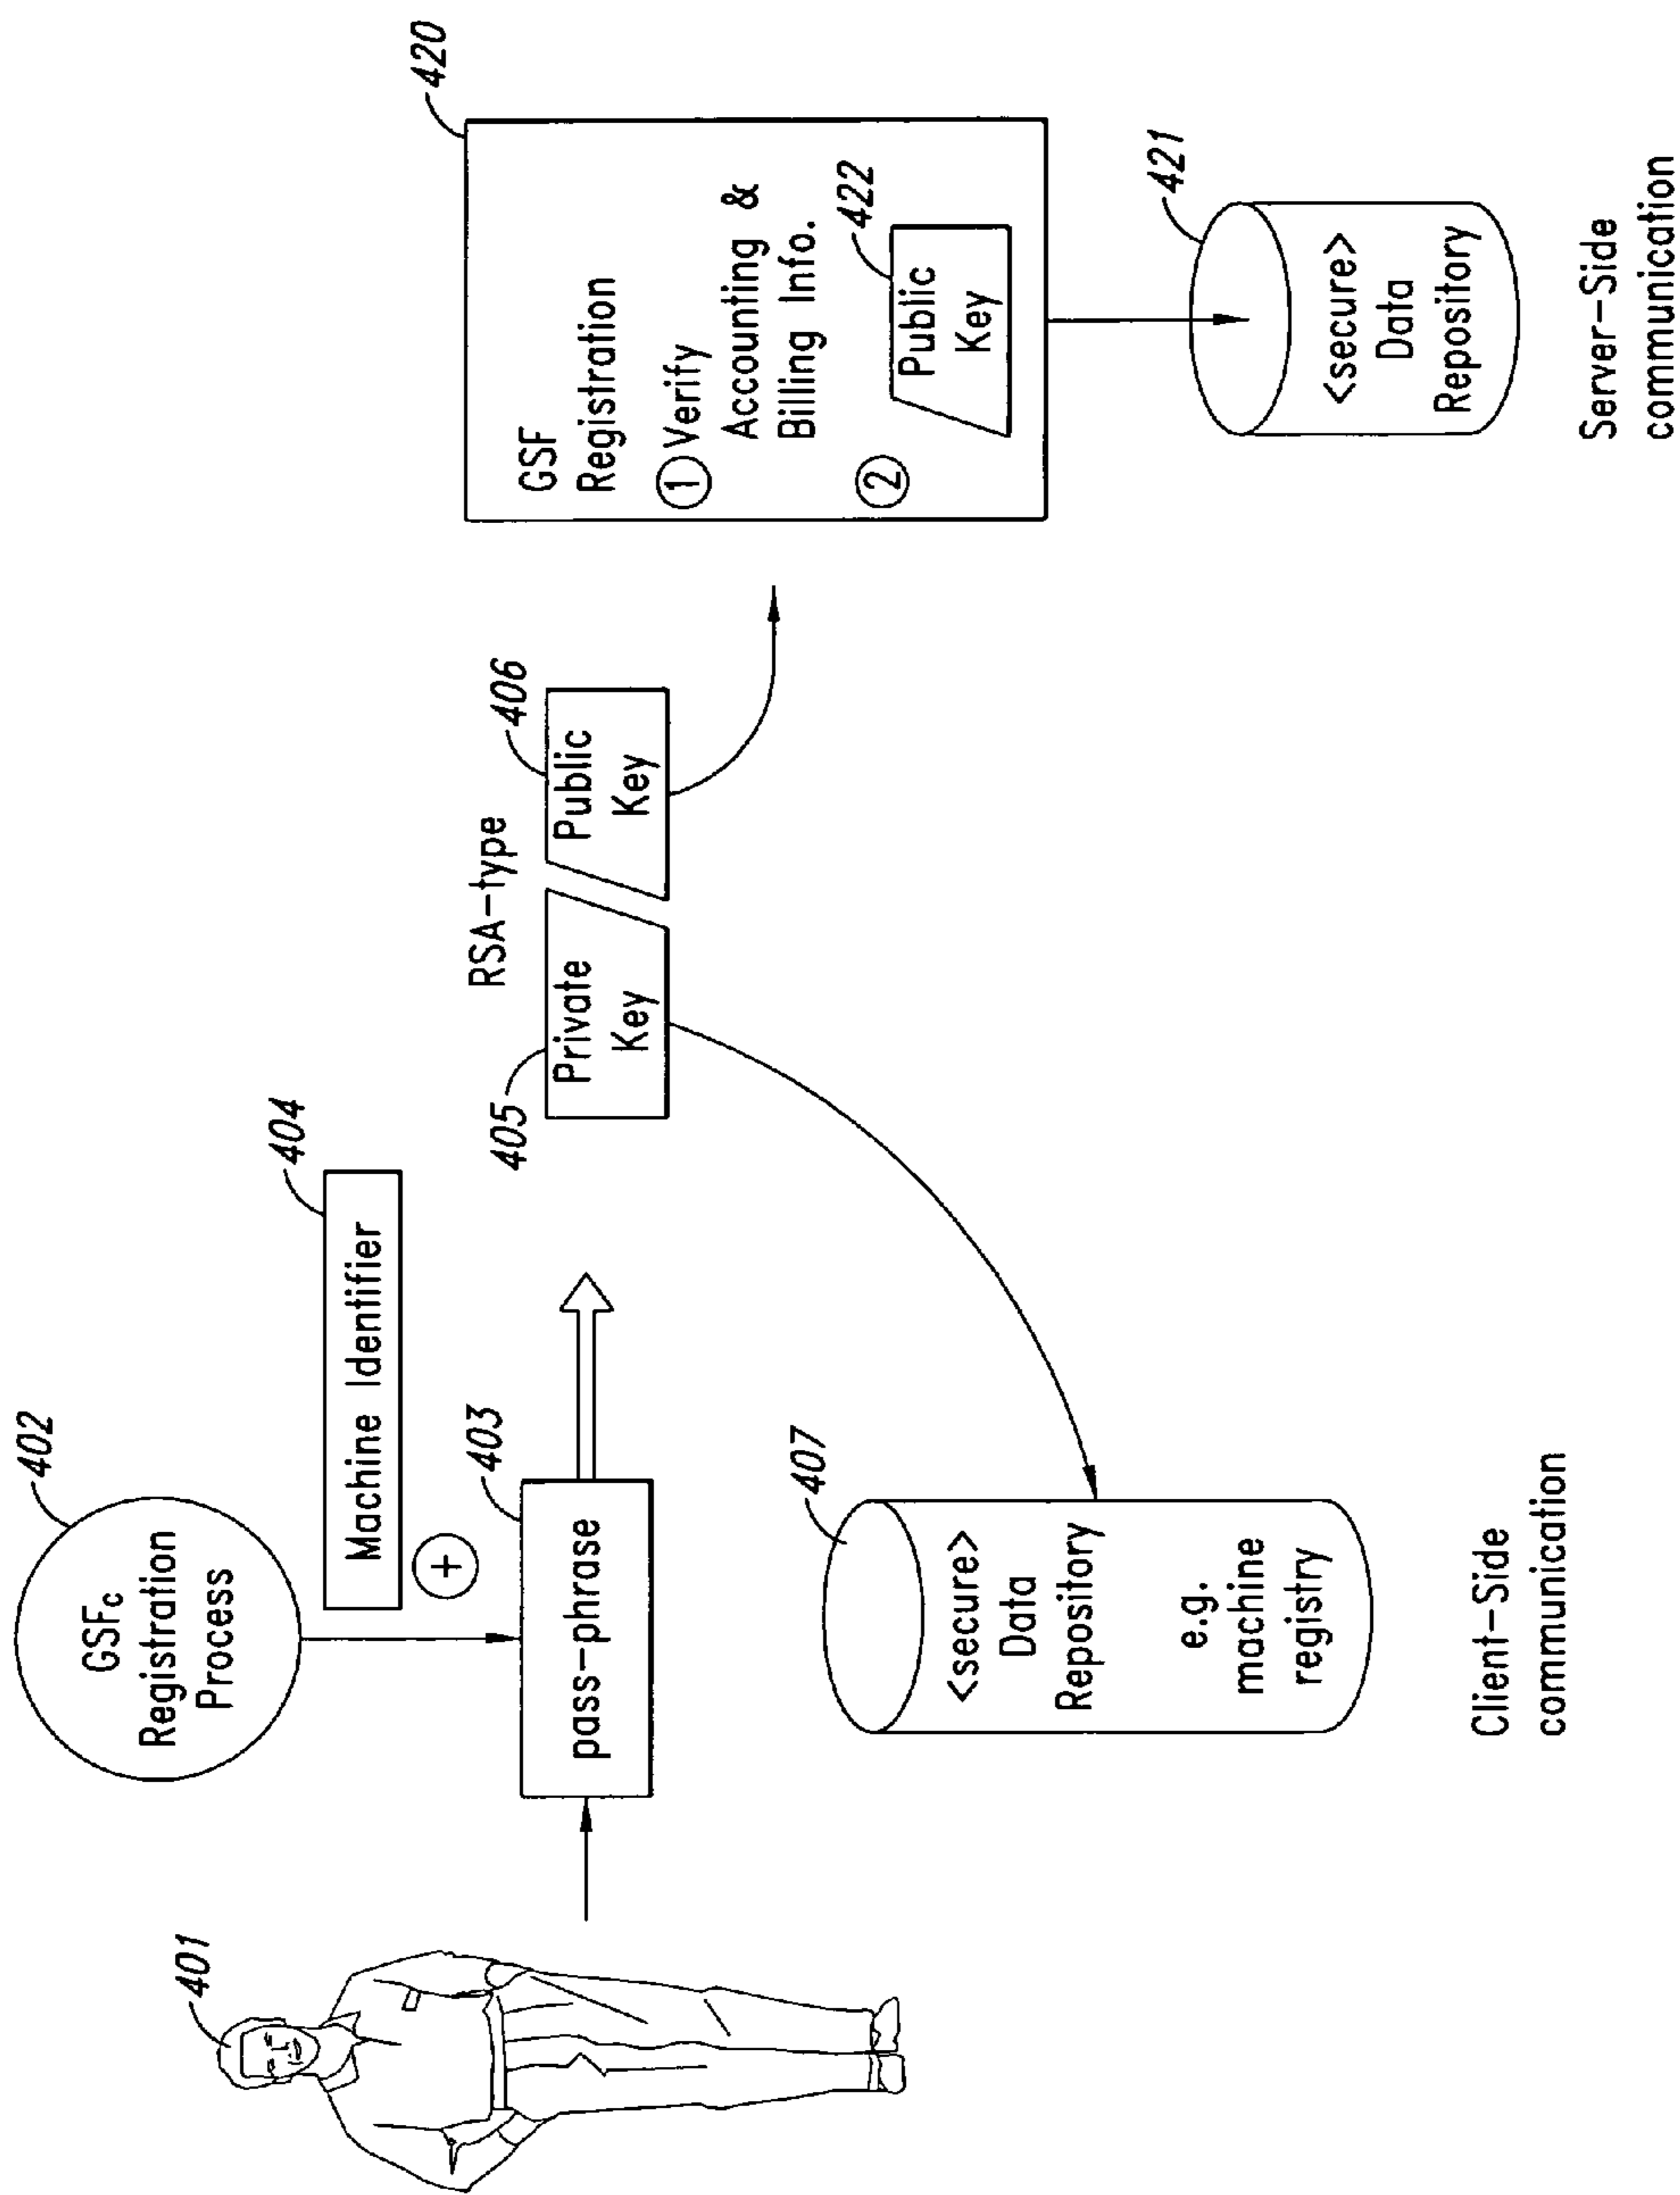 401
402
GSFc
Registration
Process
404
Machine Identifier
+
403
pass-phrase
407
<secure>
Data
Repository
e.g.
machine
registry
Client-Side
communication
RSA-type
405
Private
Key
406
Public
Key
420
GSF
Registration
1 Verify
Accounting &
Billing Info.
2
422
Public
Key
421
<secure>
Data
Repository
Server-Side
communication